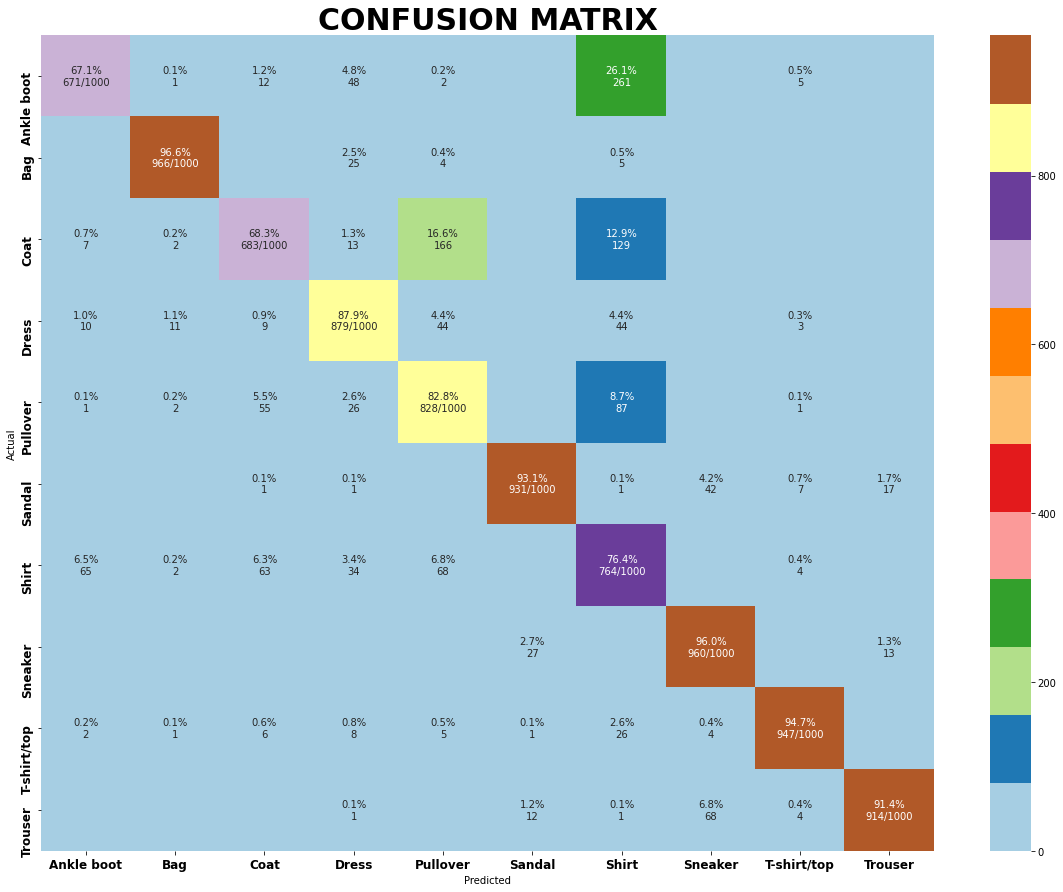 CONFUSION MATRIX
Ankle boot
67.1% 0.1% 1.2% 4.8% 0.2% 26.1% 0.5%
671/1000 1 12 48 2 261 5
Bag
96.6% 2.5% 0.4% 0.5%
966/1000 25 4 5
Coat
0.7% 0.2% 68.3% 1.3% 16.6% 12.9%
7 2 683/1000 13 166 129
Dress
1.0% 1.1% 0.9% 87.9% 4.4% 4.4% 0.3%
10 11 9 879/1000 44 44 3
Pullover
0.1% 0.2% 5.5% 2.6% 82.8% 8.7% 0.1%
1 2 55 26 828/1000 87 1
Actual
Sandal
0.1% 0.1% 93.1% 0.1% 4.2% 0.7% 1.7%
1 1 931/1000 1 42 7 17
Shirt
6.5% 0.2% 6.3% 3.4% 6.8% 76.4% 0.4%
65 2 63 34 68 764/1000 4
Sneaker
2.7% 96.0% 1.3%
27 960/1000 13
T-shirt/top
0.2% 0.1% 0.6% 0.8% 0.5% 0.1% 2.6% 0.4% 94.7%
2 1 6 8 5 1 26 4 947/1000
Trouser
0.1% 1.2% 0.1% 6.8% 0.4% 91.4%
1 12 1 68 4 914/1000
Ankle boot Bag Coat Dress Pullover Sandal Shirt Sneaker T-shirt/top Trouser
Predicted
800
600
400
200
0